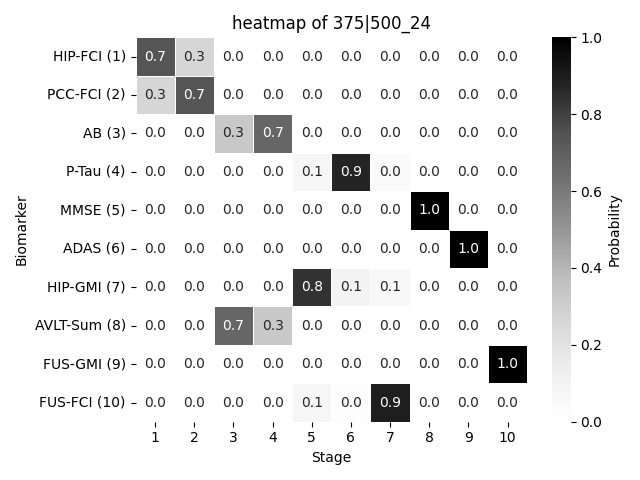 heatmap of 375|500_24
HIP-FCI (1) 0.7 0.3 0.0 0.0 0.0 0.0 0.0 0.0 0.0 0.0
PCC-FCI (2) 0.3 0.7 0.0 0.0 0.0 0.0 0.0 0.0 0.0 0.0
AB (3) 0.0 0.0 0.3 0.7 0.0 0.0 0.0 0.0 0.0 0.0
P-Tau (4) 0.0 0.0 0.0 0.0 0.1 0.9 0.0 0.0 0.0 0.0
MMSE (5) 0.0 0.0 0.0 0.0 0.0 0.0 0.0 1.0 0.0 0.0
ADAS (6) 0.0 0.0 0.0 0.0 0.0 0.0 0.0 0.0 1.0 0.0
HIP-GMI (7) 0.0 0.0 0.0 0.0 0.8 0.1 0.1 0.0 0.0 0.0
AVLT-Sum (8) 0.0 0.0 0.7 0.3 0.0 0.0 0.0 0.0 0.0 0.0
FUS-GMI (9) 0.0 0.0 0.0 0.0 0.0 0.0 0.0 0.0 0.0 1.0
FUS-FCI (10) 0.0 0.0 0.0 0.0 0.1 0.0 0.9 0.0 0.0 0.0
1 2 3 4 5 6 7 8 9 10
Stage
Biomarker
1.0
0.8
0.6
0.4
0.2
0.0
Probability